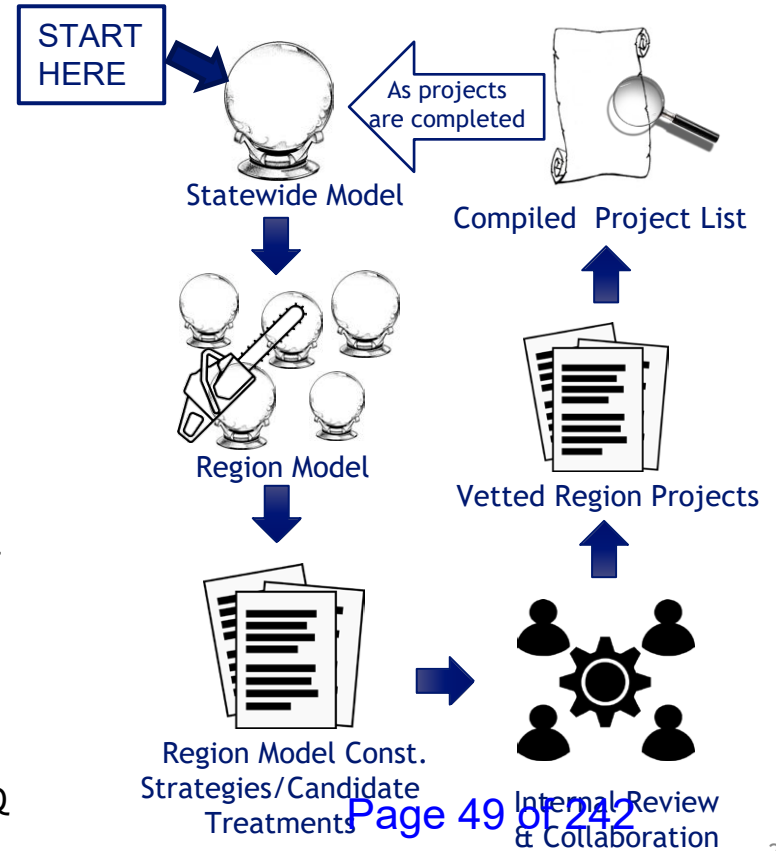 START
HERE
As projects
are completed
Statewide Model
Compiled Project List
Region Model
Vetted Region Projects
Region Model Const.
Strategies/Candidate
Treatments
Internal Review
& Collaboration
Page 49 of 242
Q